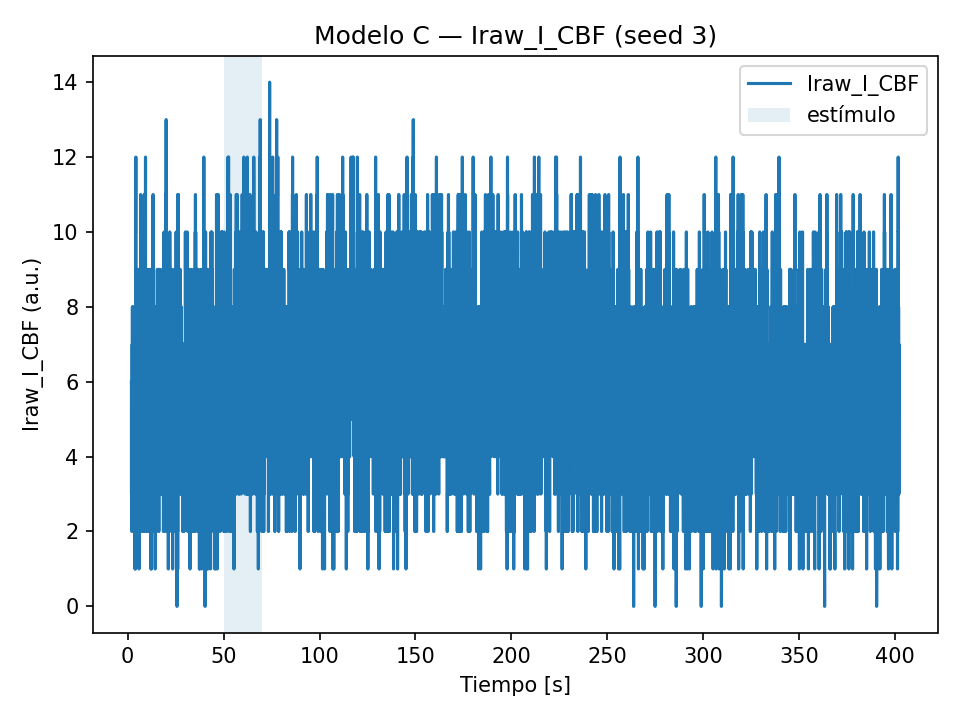 Modelo C — Iraw_I_CBF (seed 3)
Iraw_I_CBF
estímulo
Iraw_I_CBF (a.u.)
14
12
10
8
6
4
2
0
0 50 100 150 200 250 300 350 400
Tiempo [s]